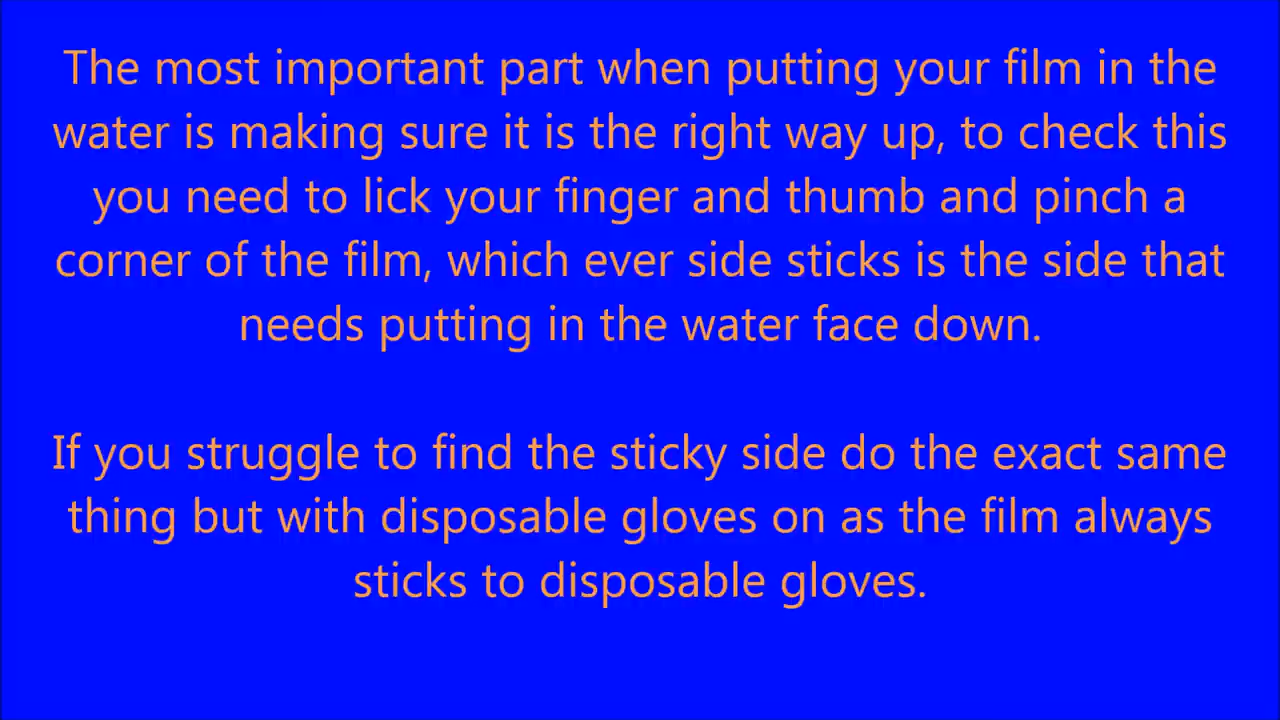 The most important part when putting your film in the
water is making sure it is the right way up, to check this
you need to lick your finger and thumb and pinch a
corner of the film, which ever side sticks is the side that
needs putting in the water face down.
If you struggle to find the sticky side do the exact same
thing but with disposable gloves on as the film always
sticks to disposable gloves.